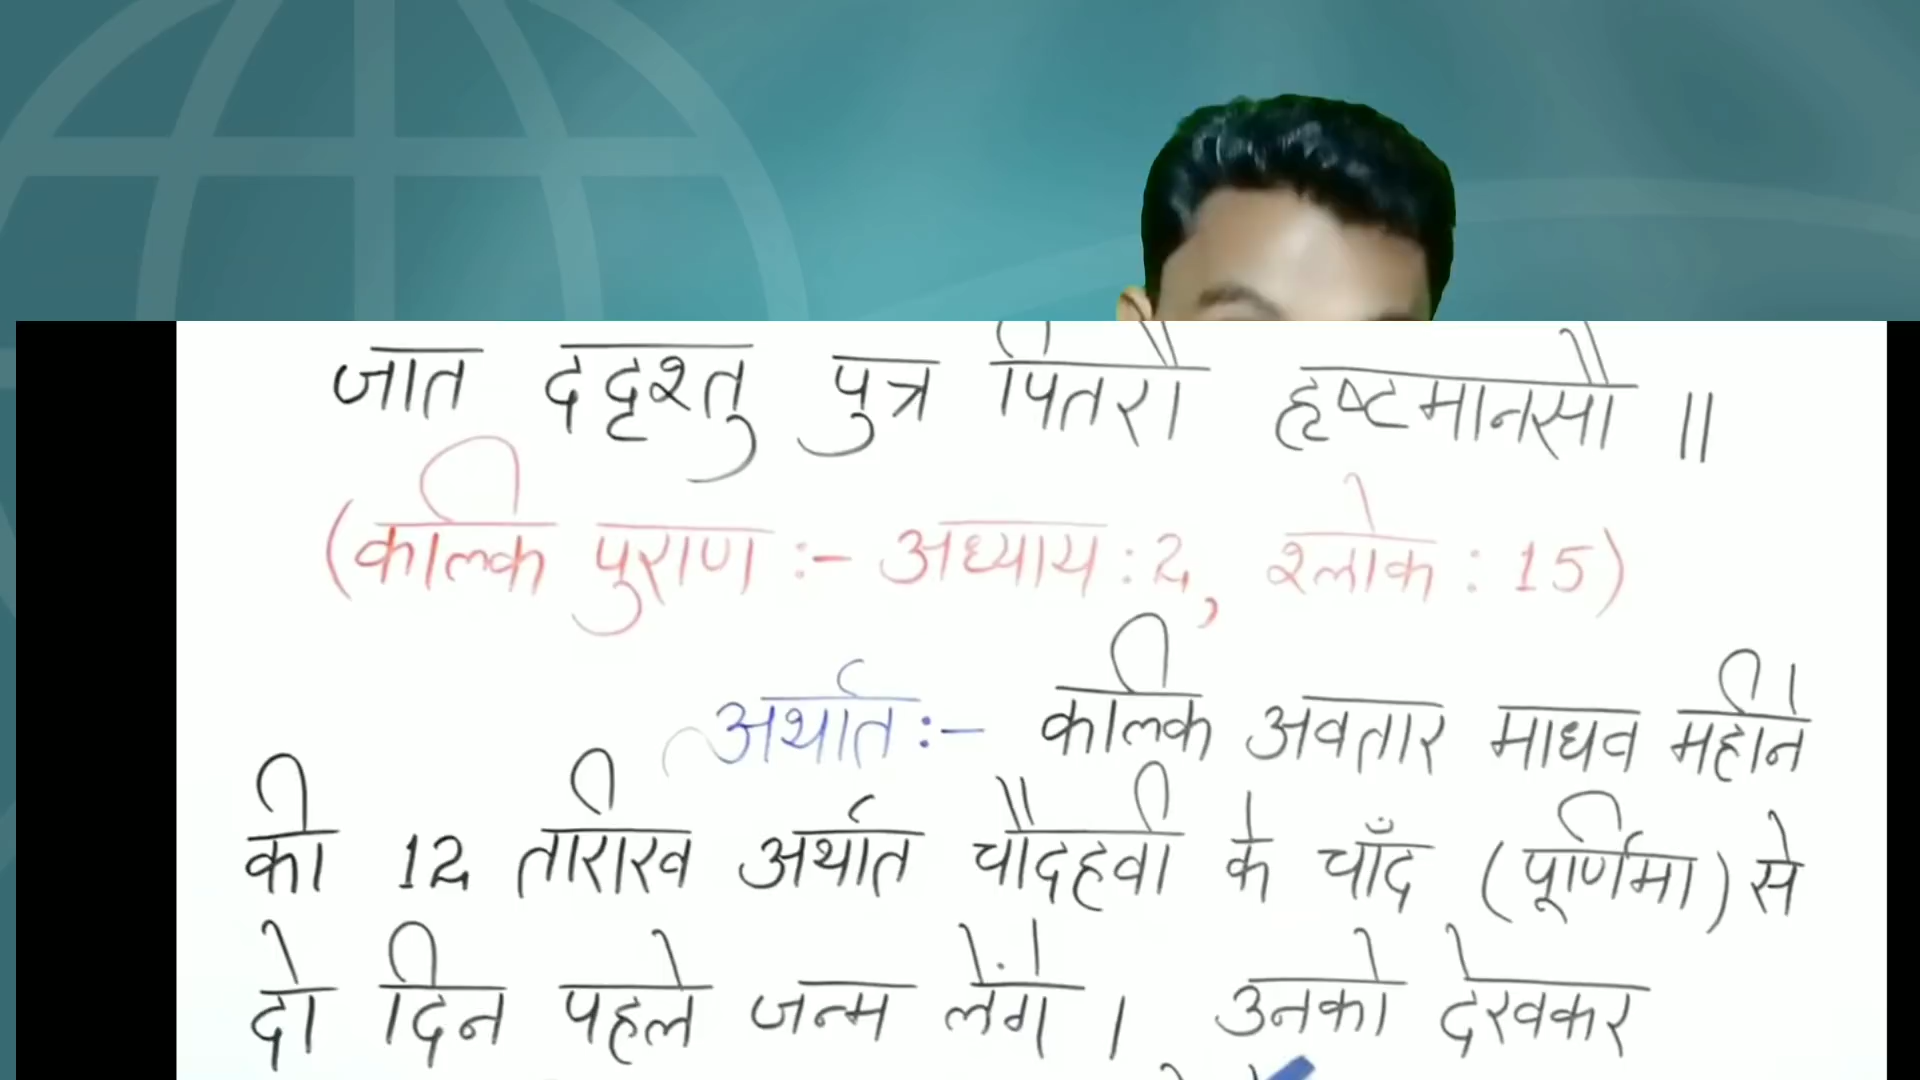 जात ददृश्तु पुत्र पितरौ हृष्टमानसौ ॥
(कल्कि पुराण :- अध्याय : 2, श्लोक : 15)
अर्थात :- कल्कि अवतार माधव महीने
की 12 तारीख अर्थात चौदहवी के चाँद (पूर्णिमा) से
दो दिन पहले जन्म लेंगे । उनको देखकर